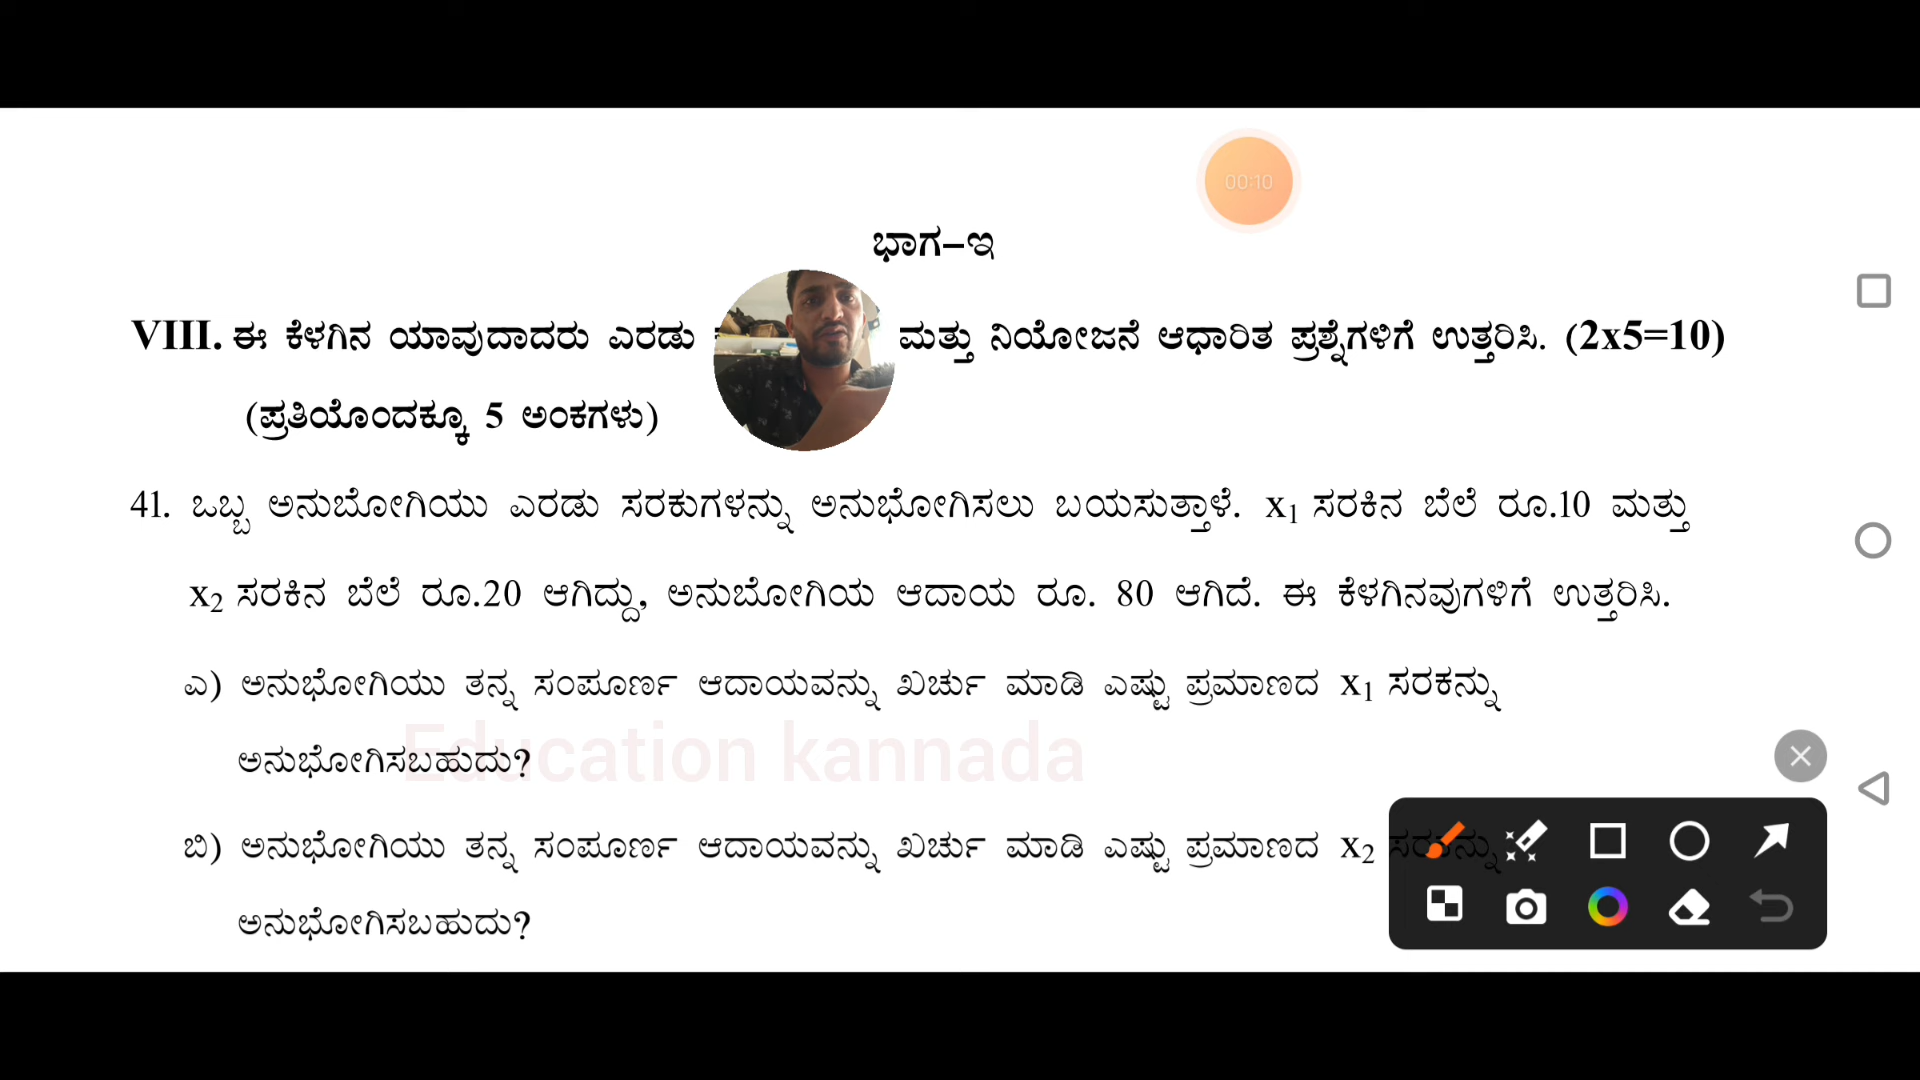 00:10
ಭಾಗ–ಇ
VIII. ಈ ಕೆಳಗಿನ ಯಾವುದಾದರು ಎರಡು ಮತ್ತು ನಿಯೋಜನೆ ಆಧಾರಿತ ಪ್ರಶ್ನೆಗಳಿಗೆ ಉತ್ತರಿಸಿ. (2x5=10)
(ಪ್ರತಿಯೊಂದಕ್ಕೂ 5 ಅಂಕಗಳು)
41. ಒಬ್ಬ ಅನುಬೋಗಿಯು ಎರಡು ಸರಕುಗಳನ್ನು ಅನುಭೋಗಿಸಲು ಬಯಸುತ್ತಾಳೆ. x₁ ಸರಕಿನ ಬೆಲೆ ರೂ.10 ಮತ್ತು
x₂ ಸರಕಿನ ಬೆಲೆ ರೂ.20 ಆಗಿದ್ದು, ಅನುಬೋಗಿಯ ಆದಾಯ ರೂ. 80 ಆಗಿದೆ. ಈ ಕೆಳಗಿನವುಗಳಿಗೆ ಉತ್ತರಿಸಿ.
ಎ) ಅನುಭೋಗಿಯು ತನ್ನ ಸಂಪೂರ್ಣ ಆದಾಯವನ್ನು ಖರ್ಚು ಮಾಡಿ ಎಷ್ಟು ಪ್ರಮಾಣದ x₁ ಸರಕನ್ನು
ಅನುಭೋಗಿಸಬಹುದು?
Education kannada
ಬಿ) ಅನುಭೋಗಿಯು ತನ್ನ ಸಂಪೂರ್ಣ ಆದಾಯವನ್ನು ಖರ್ಚು ಮಾಡಿ ಎಷ್ಟು ಪ್ರಮಾಣದ x₂ ಸರಕನ್ನು
ಅನುಭೋಗಿಸಬಹುದು?